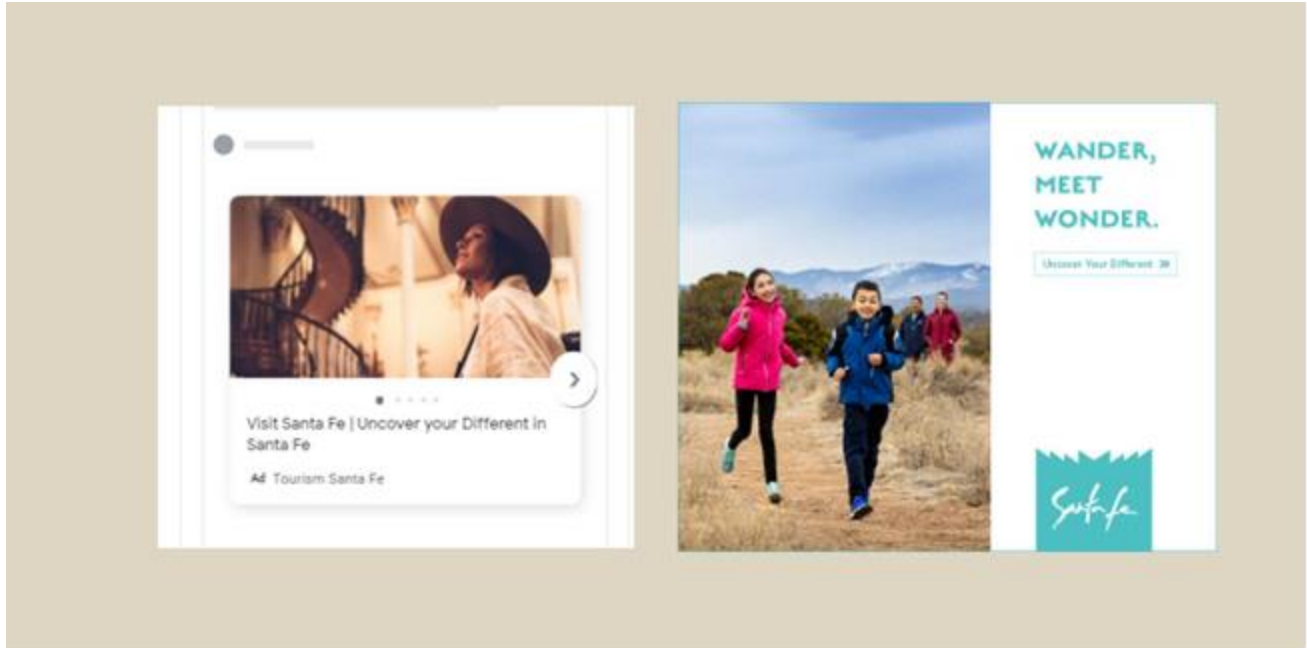 Visit Santa Fe | Uncover your Different in
Santa Fe
Ad Tourism Santa Fe
WANDER,
MEET
WONDER.
Uncover Your Different »
Santa fe